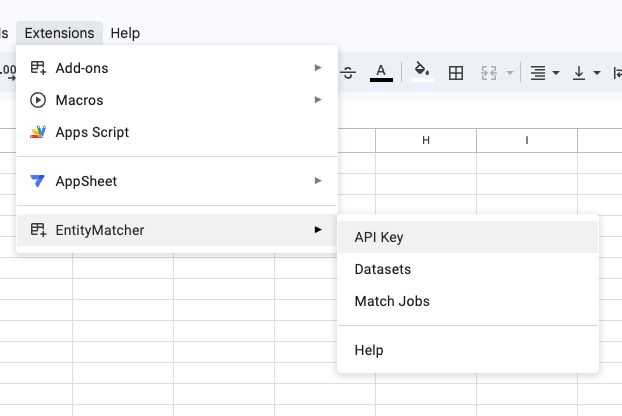 ls Extensions Help
.00
A
Add-ons
Macros
Apps Script
H I
AppSheet
EntityMatcher
API Key
Datasets
Match Jobs
Help